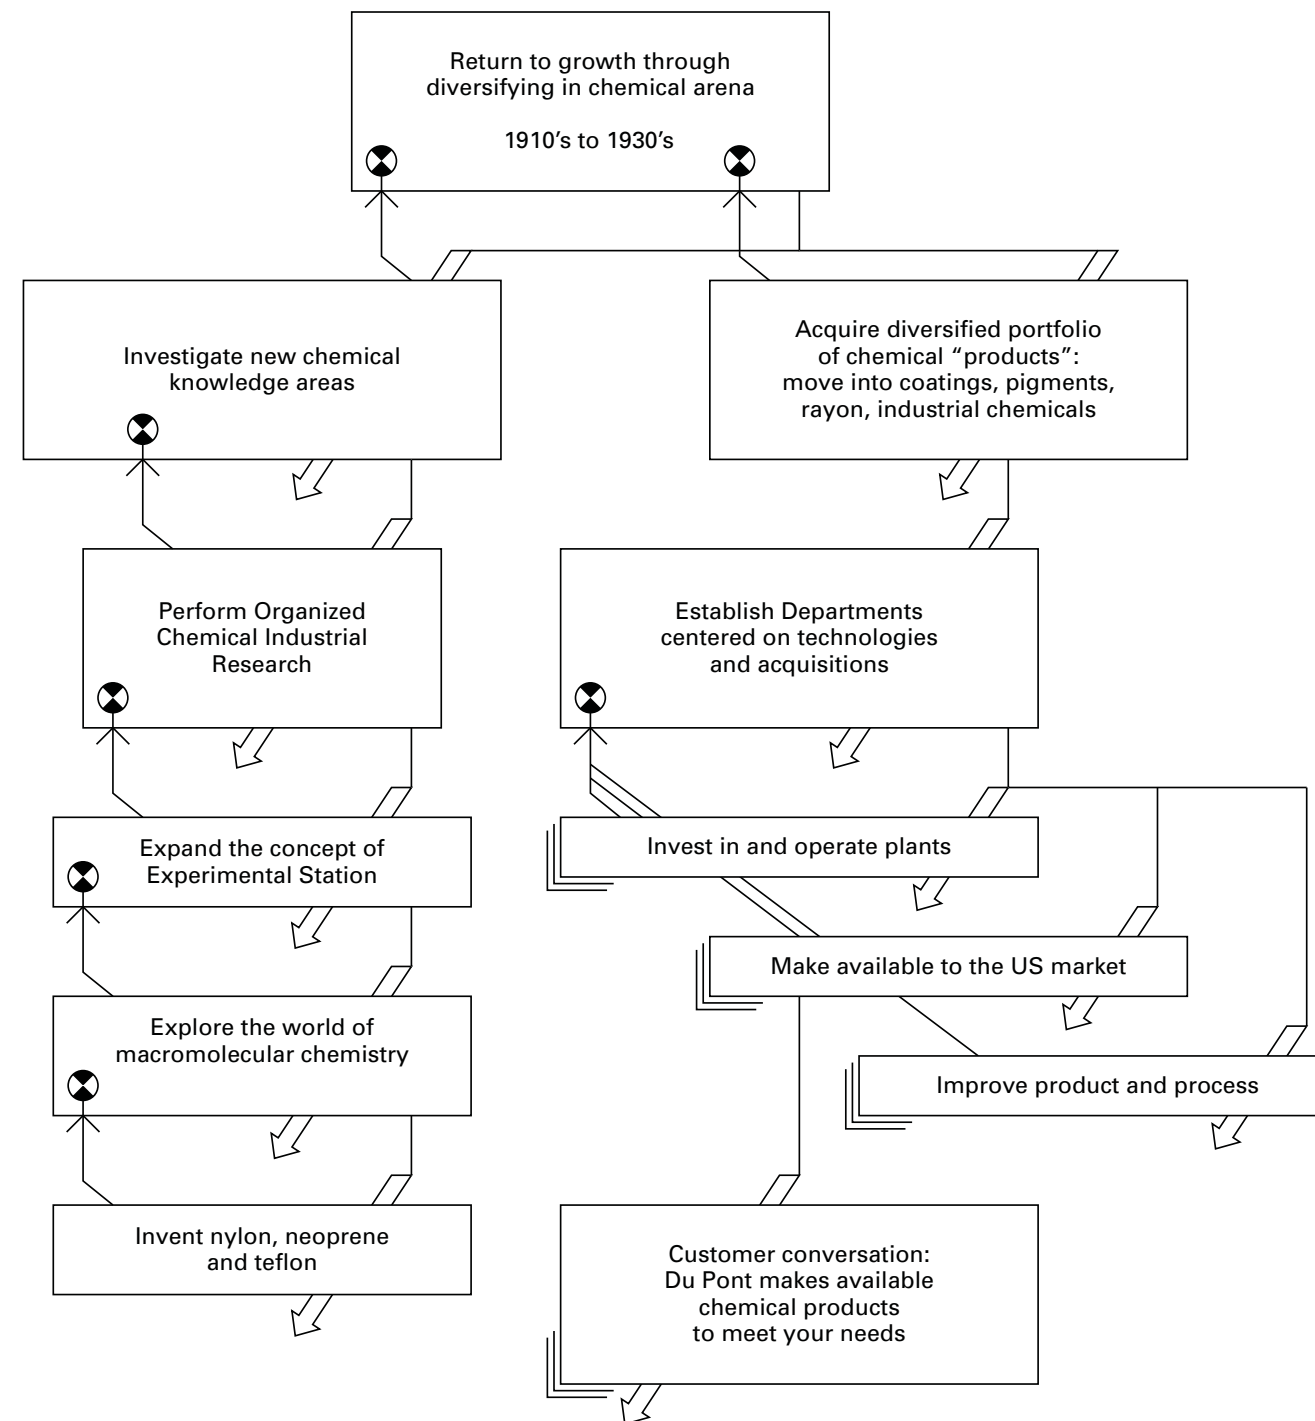 Return to growth through
diversifying in chemical arena
1910's to 1930's
Investigate new chemical
knowledge areas
Acquire diversified portfolio
of chemical “products”:
move into coatings, pigments,
rayon, industrial chemicals
Perform Organized
Chemical Industrial
Research
Establish Departments
centered on technologies
and acquisitions
Expand the concept of
Experimental Station
Invest in and operate plants
Make available to the US market
Explore the world of
macromolecular chemistry
Improve product and process
Invent nylon, neoprene
and teflon
Customer conversation:
Du Pont makes available
chemical products
to meet your needs